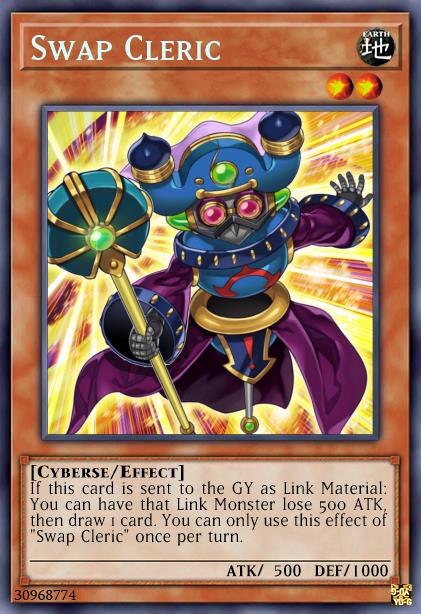 Swap Cleric
EARTH
地
[Cyberse/Effect]
If this card is sent to the GY as Link Material:
You can have that Link Monster lose 500 ATK,
then draw 1 card. You can only use this effect of
"Swap Cleric" once per turn.
ATK/ 500 DEF/1000
30968774